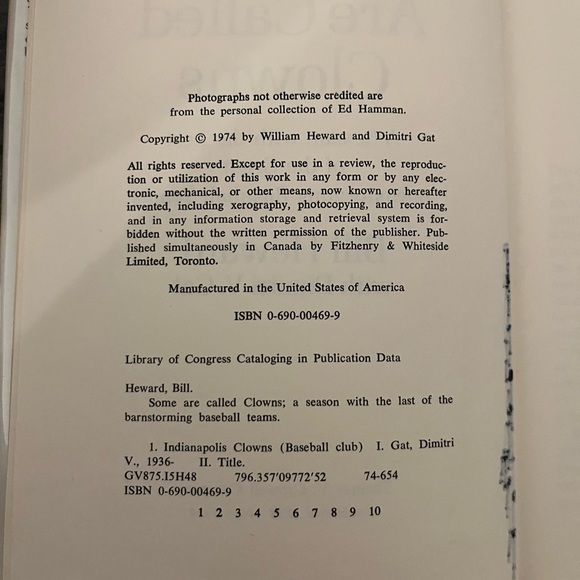 Photographs not otherwise credited are
from the personal collection of Ed Hamman.
Copyright © 1974 by William Heward and Dimitri Gat
All rights reserved. Except for use in a review, the reproduc-
tion or utilization of this work in any form or by any elec-
tronic, mechanical, or other means, now known or hereafter
invented, including xerography, photocopying, and recording,
and in any information storage and retrieval system is for-
bidden without the written permission of the publisher. Pub-
lished simultaneously in Canada by Fitzhenry & Whiteside
Limited, Toronto.
Manufactured in the United States of America
ISBN 0-690-00469-9
Library of Congress Cataloging in Publication Data
Heward, Bill.
Some are called Clowns; a season with the last of the
barnstorming baseball teams.
1. Indianapolis Clowns (Baseball club) I. Gat, Dimitri
V., 1936- II. Title.
GV875.I5H48 796.357'09772'52 74-654
ISBN 0-690-00469-9
1 2 3 4 5 6 7 8 9 10